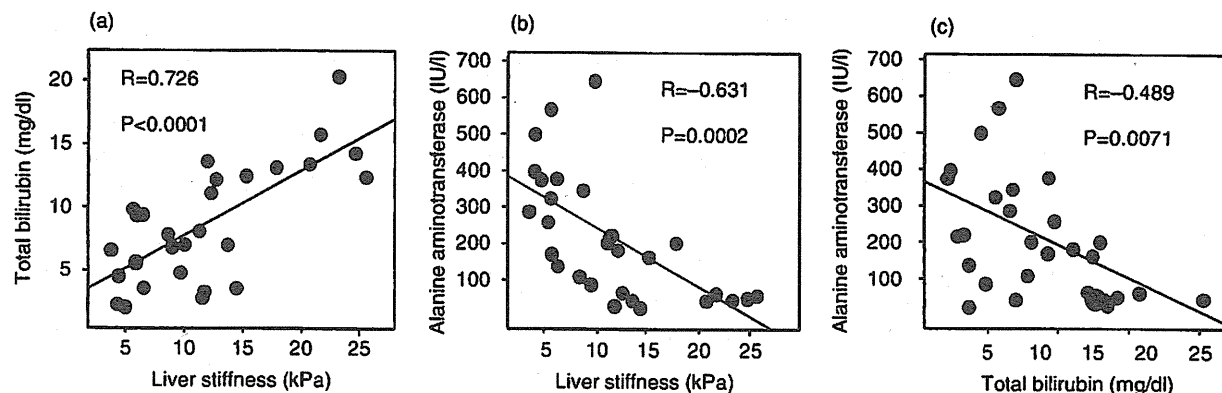 (a)
Total bilirubin (mg/dl)
20
15
10
5
R=0.726
P<0.0001
5 10 15 20 25
Liver stiffness (kPa)
(b)
Alanine aminotransferase (IU/l)
700
600
500
400
300
200
100
R=–0.631
P=0.0002
5 10 15 20 25
Liver stiffness (kPa)
(c)
Alanine aminotransferase (IU/l)
700
600
500
400
300
200
100
R=–0.489
P=0.0071
5 10 15 20 25
Total bilirubin (mg/dl)